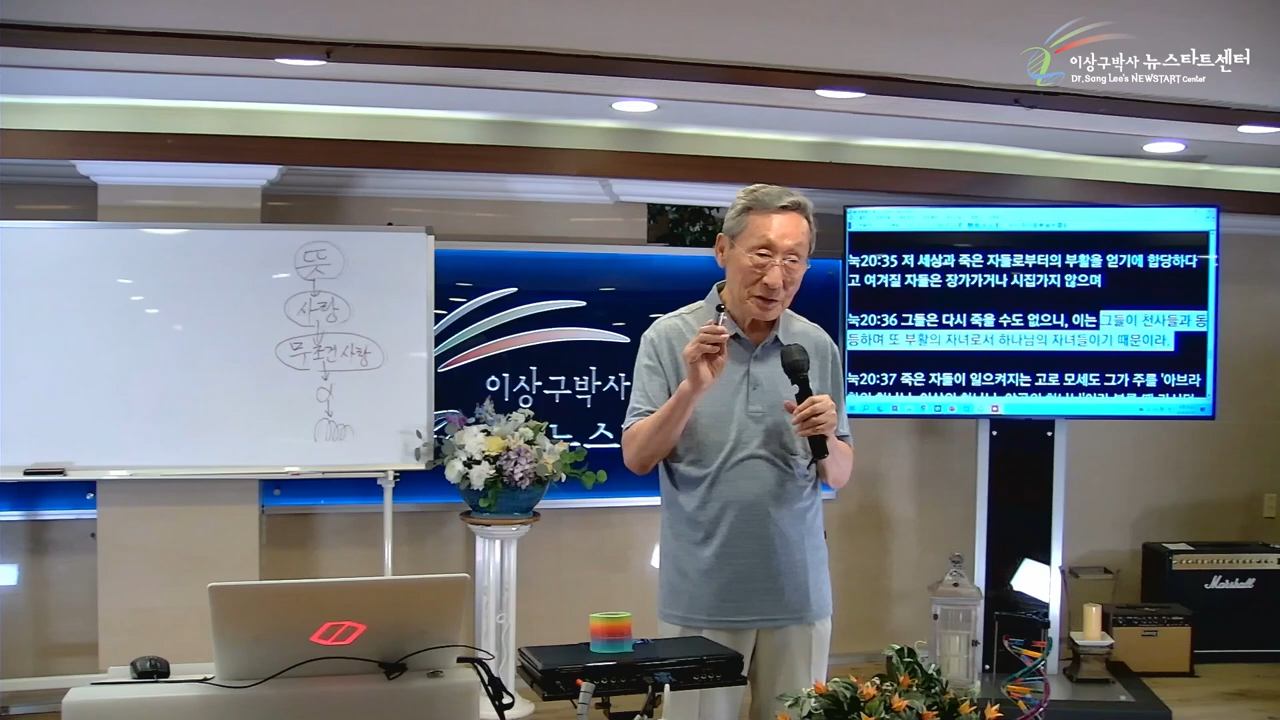 이상구박사 뉴스타트센터
Dr. Sang Lee's NEWSTART Center
뜻
사랑
무조건사랑
이상구박사
뉴스
눅20:35 저 세상과 죽은 자들로부터의 부활을 얻기에 합당하다
고 여겨질 자들은 장가가거나 시집가지 않으며
눅20:36 그들은 다시 죽을 수도 없으니, 이는 그들이 천사들과 동
등하며 또 부활의 자녀로서 하나님의 자녀들이기 때문이라.
눅20:37 죽은 자들이 일으켜지는 고로 모세도 그가 주를 '아브라
Marshall